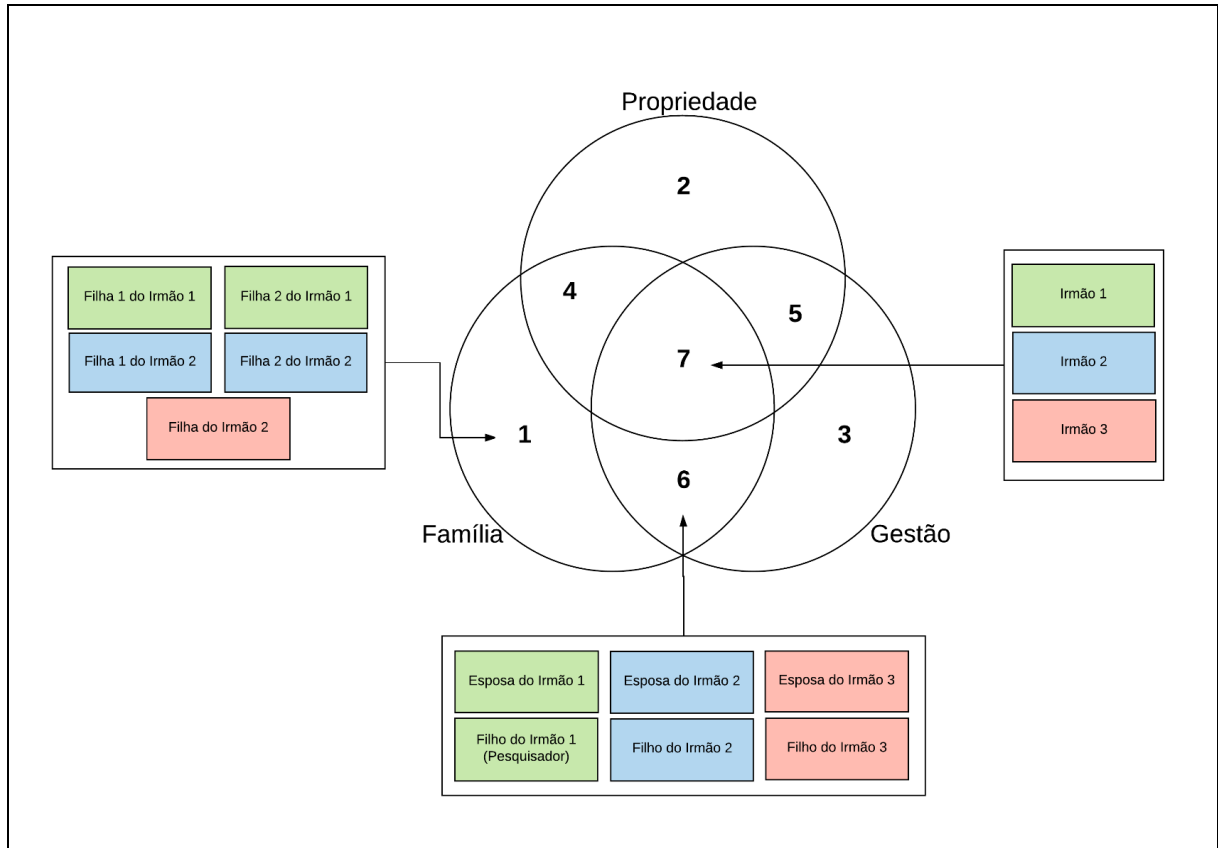 Propriedade
2
4
5
7
1
3
6
Família
Gestão
Filha 1 do Irmão 1
Filha 2 do Irmão 1
Filha 1 do Irmão 2
Filha 2 do Irmão 2
Filha do Irmão 2
Irmão 1
Irmão 2
Irmão 3
Esposa do Irmão 1
Esposa do Irmão 2
Esposa do Irmão 3
Filho do Irmão 1
(Pesquisador)
Filho do Irmão 2
Filho do Irmão 3